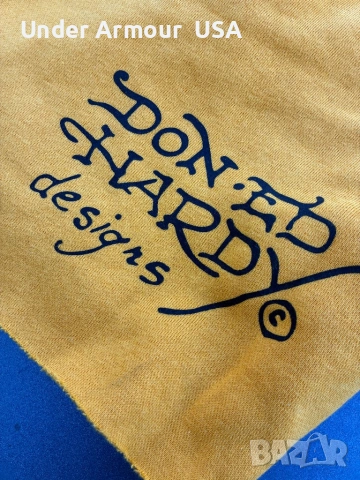 Under Armour USA
DON•ED
HARDY
designs
©
BAZAR